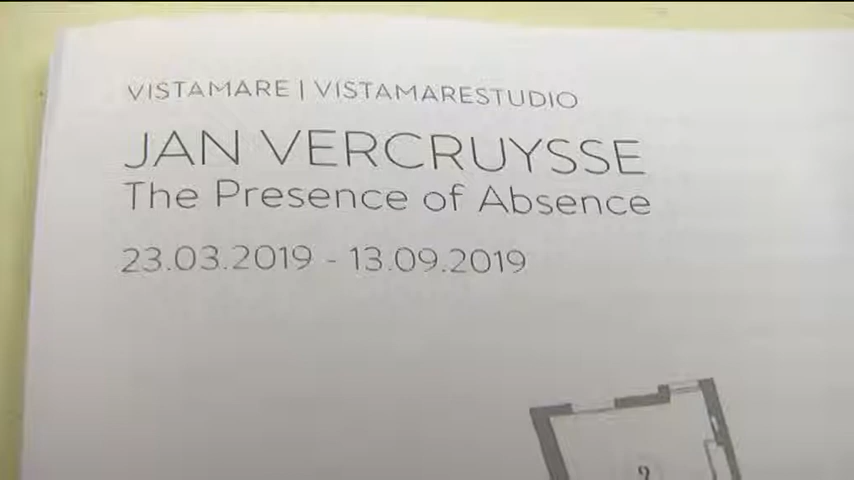 VISTAMARE | VISTAMARESTUDIO
JAN VERCRUYSSE
The Presence of Absence
23.03.2019 - 13.09.2019